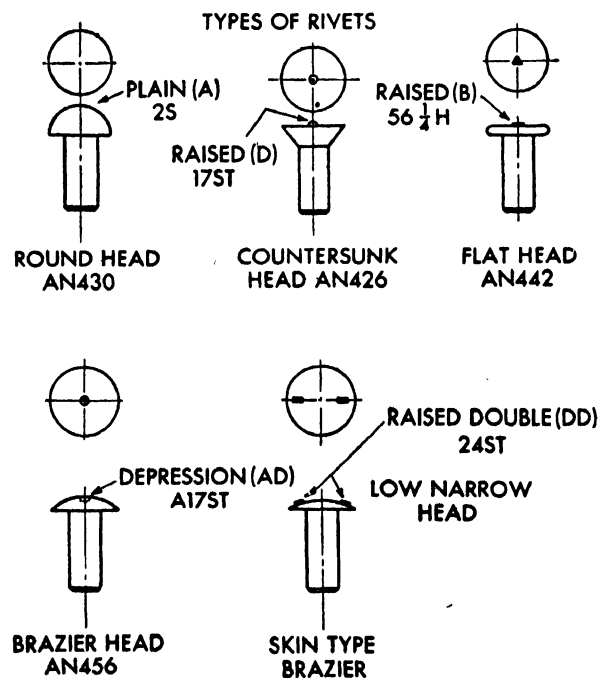 TYPES OF RIVETS
PLAIN (A)
2S
ROUND HEAD
AN430
RAISED (D)
17ST
COUNTERSUNK
HEAD AN426
RAISED (B)
56 1/4 H
FLAT HEAD
AN442
DEPRESSION (AD)
A17ST
BRAZIER HEAD
AN456
RAISED DOUBLE (DD)
24ST
LOW NARROW
HEAD
SKIN TYPE
BRAZIER